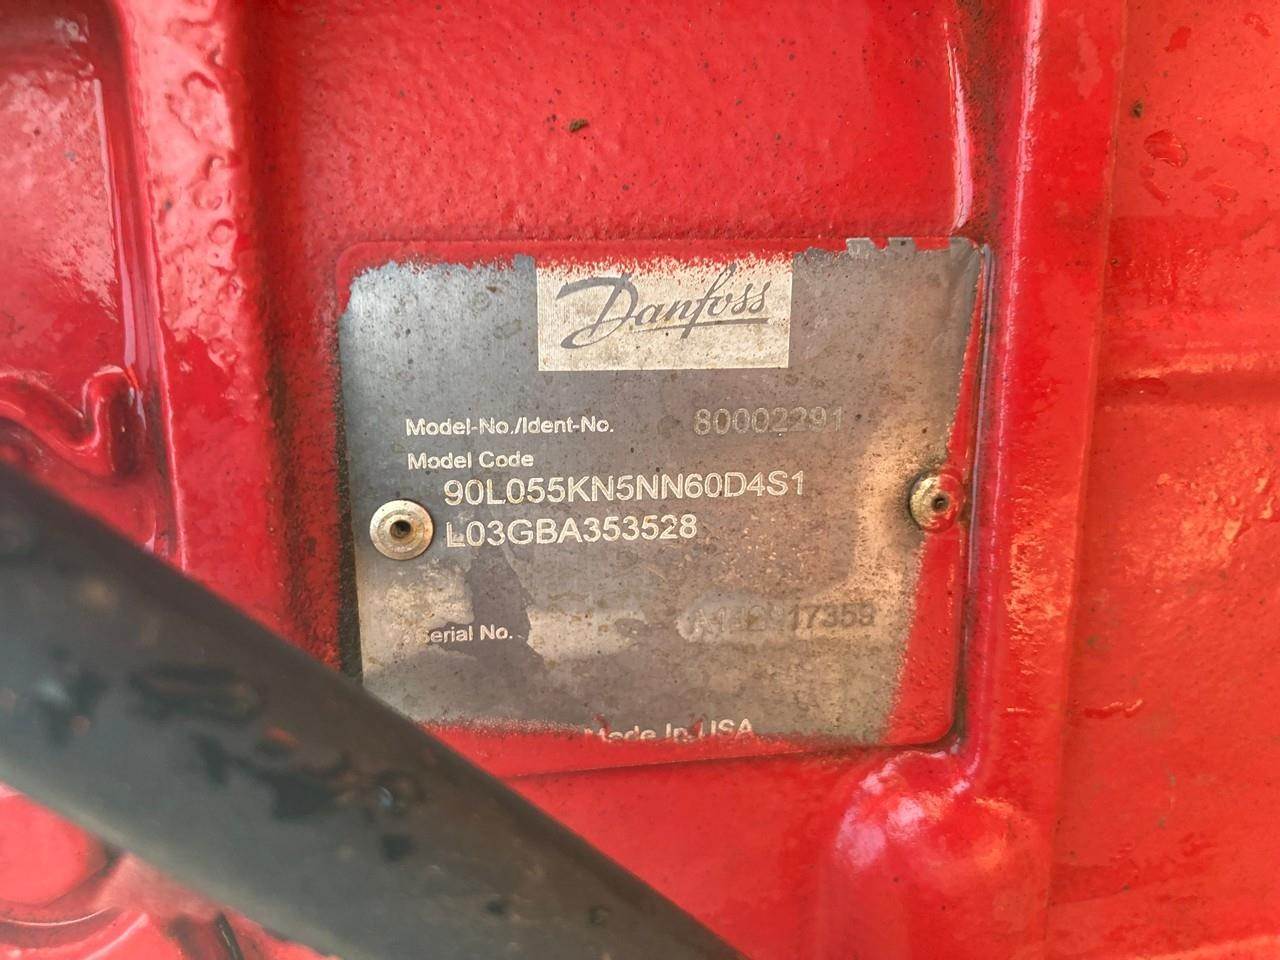 Danfoss
Model-No./Ident-No. 80002291
Model Code
90L055KN5NN60D4S1
L03GBA353528
Serial No.
Made In USA